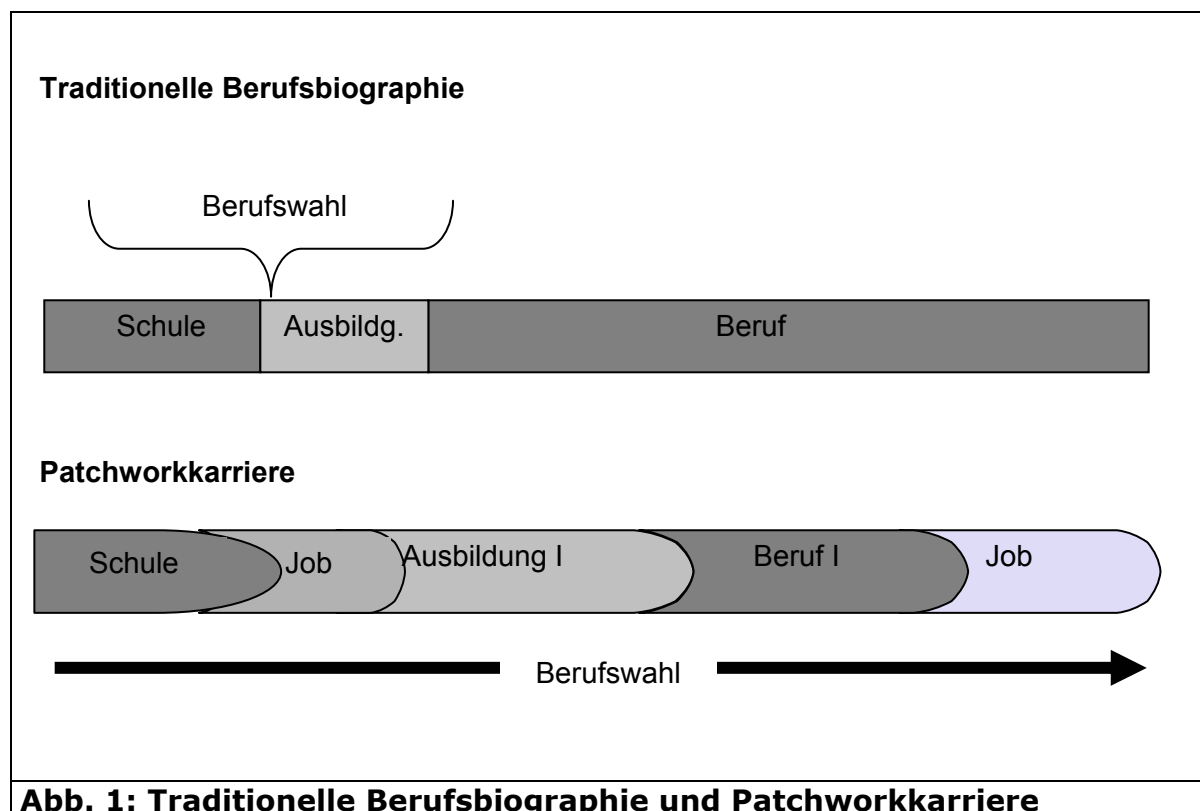 Traditionelle Berufsbiographie
Berufswahl
Schule Ausbildg. Beruf
Patchworkkarriere
Schule Job Ausbildung I Beruf I Job
Berufswahl
Abb. 1: Traditionelle Berufsbiographie und Patchworkkarriere